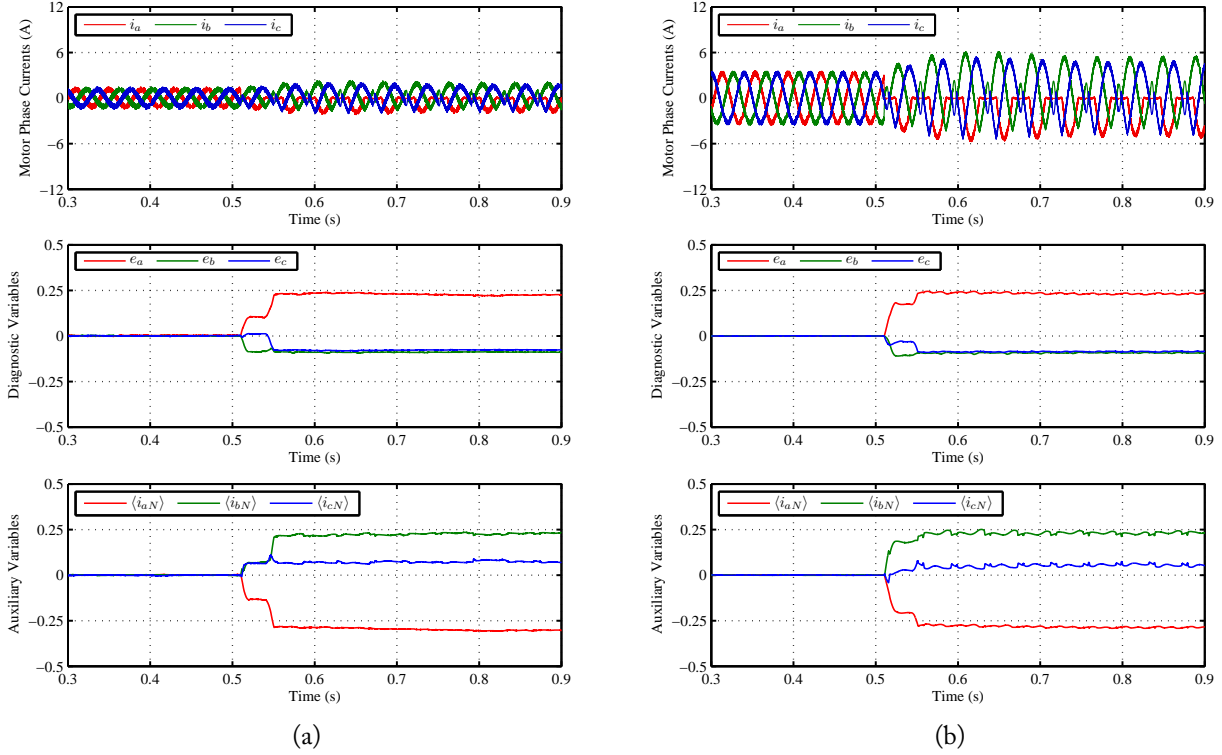 i_a i_b i_c
12
6
0
−6
−12
Motor Phase Currents (A)
0.3 0.4 0.5 0.6 0.7 0.8 0.9
Time (s)
e_a e_b e_c
0.5
0.25
0
−0.25
−0.5
Diagnostic Variables
0.3 0.4 0.5 0.6 0.7 0.8 0.9
Time (s)
⟨i_aN⟩ ⟨i_bN⟩ ⟨i_cN⟩
0.5
0.25
0
−0.25
−0.5
Auxiliary Variables
0.3 0.4 0.5 0.6 0.7 0.8 0.9
Time (s)
(a)
i_a i_b i_c
12
6
0
−6
−12
Motor Phase Currents (A)
0.3 0.4 0.5 0.6 0.7 0.8 0.9
Time (s)
e_a e_b e_c
0.5
0.25
0
−0.25
−0.5
Diagnostic Variables
0.3 0.4 0.5 0.6 0.7 0.8 0.9
Time (s)
⟨i_aN⟩ ⟨i_bN⟩ ⟨i_cN⟩
0.5
0.25
0
−0.25
−0.5
Auxiliary Variables
0.3 0.4 0.5 0.6 0.7 0.8 0.9
Time (s)
(b)